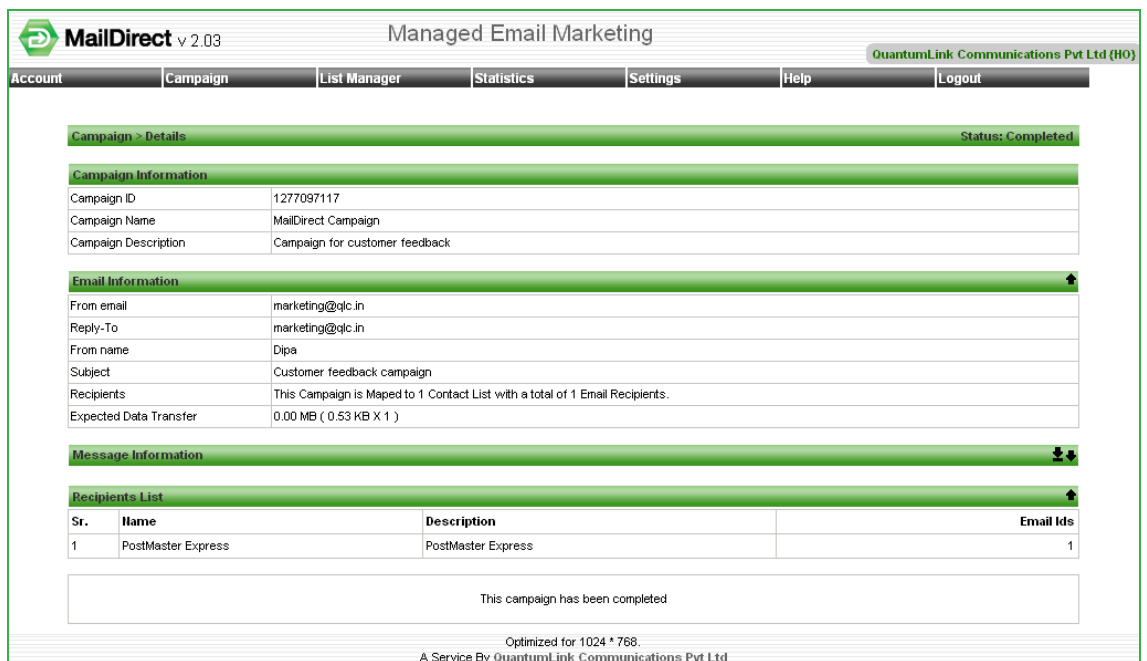 MailDirect v 2.03
Managed Email Marketing
QuantumLink Communications Pvt Ltd {HO}
Account Campaign List Manager Statistics Settings Help Logout
Campaign > Details Status: Completed
Campaign Information
Campaign ID 1277097117
Campaign Name MailDirect Campaign
Campaign Description Campaign for customer feedback
Email Information
From email marketing@qlc.in
Reply-To marketing@qlc.in
From name Dipa
Subject Customer feedback campaign
Recipients This Campaign is Maped to 1 Contact List with a total of 1 Email Recipients.
Expected Data Transfer 0.00 MB ( 0.53 KB X 1 )
Message Information
Recipients List
Sr. Name Description Email Ids
1 PostMaster Express PostMaster Express 1
This campaign has been completed
Optimized for 1024 * 768.
A Service By QuantumLink Communications Pvt Ltd